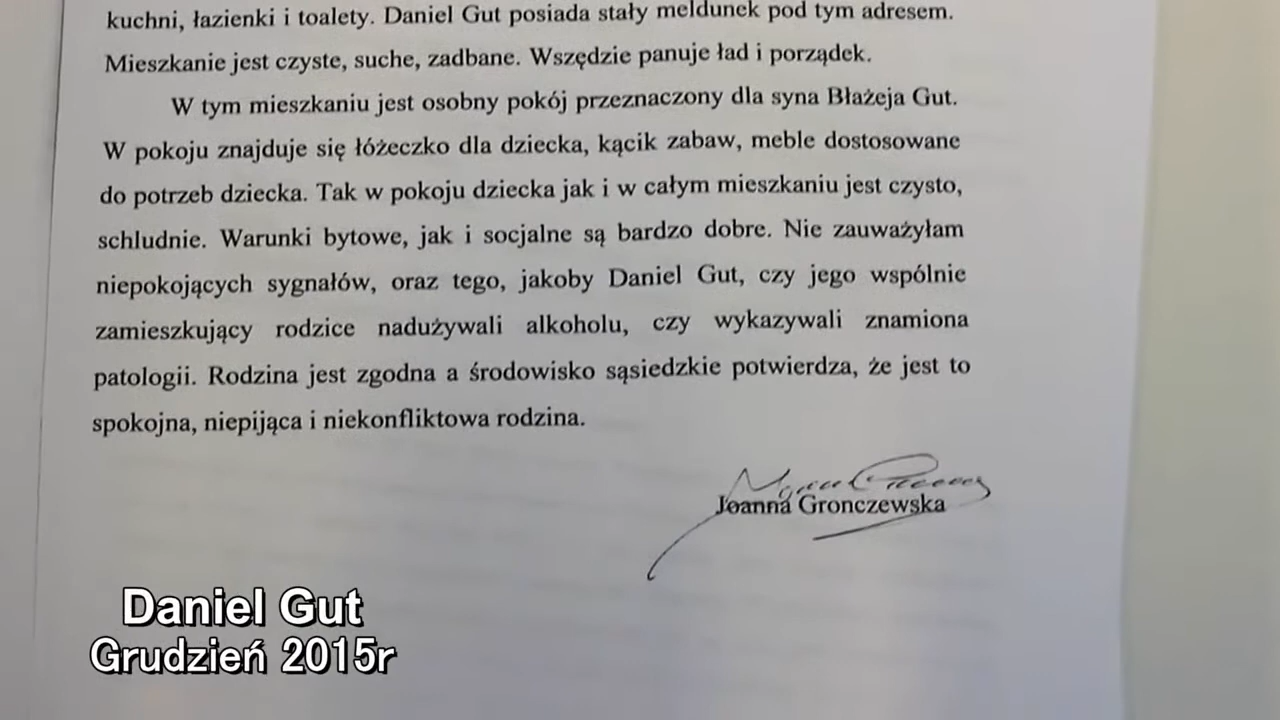 kuchni, łazienki i toalety. Daniel Gut posiada stały meldunek pod tym adresem.
Mieszkanie jest czyste, suche, zadbane. Wszędzie panuje ład i porządek.
W tym mieszkaniu jest osobny pokój przeznaczony dla syna Błażeja Gut.
W pokoju znajduje się łóżeczko dla dziecka, kącik zabaw, meble dostosowane
do potrzeb dziecka. Tak w pokoju dziecka jak i w całym mieszkaniu jest czysto,
schludnie. Warunki bytowe, jak i socjalne są bardzo dobre. Nie zauważyłam
niepokojących sygnałów, oraz tego, jakoby Daniel Gut, czy jego wspólnie
zamieszkujący rodzice nadużywali alkoholu, czy wykazywali znamiona
patologii. Rodzina jest zgodna a środowisko sąsiedzkie potwierdza, że jest to
spokojna, niepijąca i niekonfliktowa rodzina.
Joanna Gronczewska
Daniel Gut
Grudzień 2015r